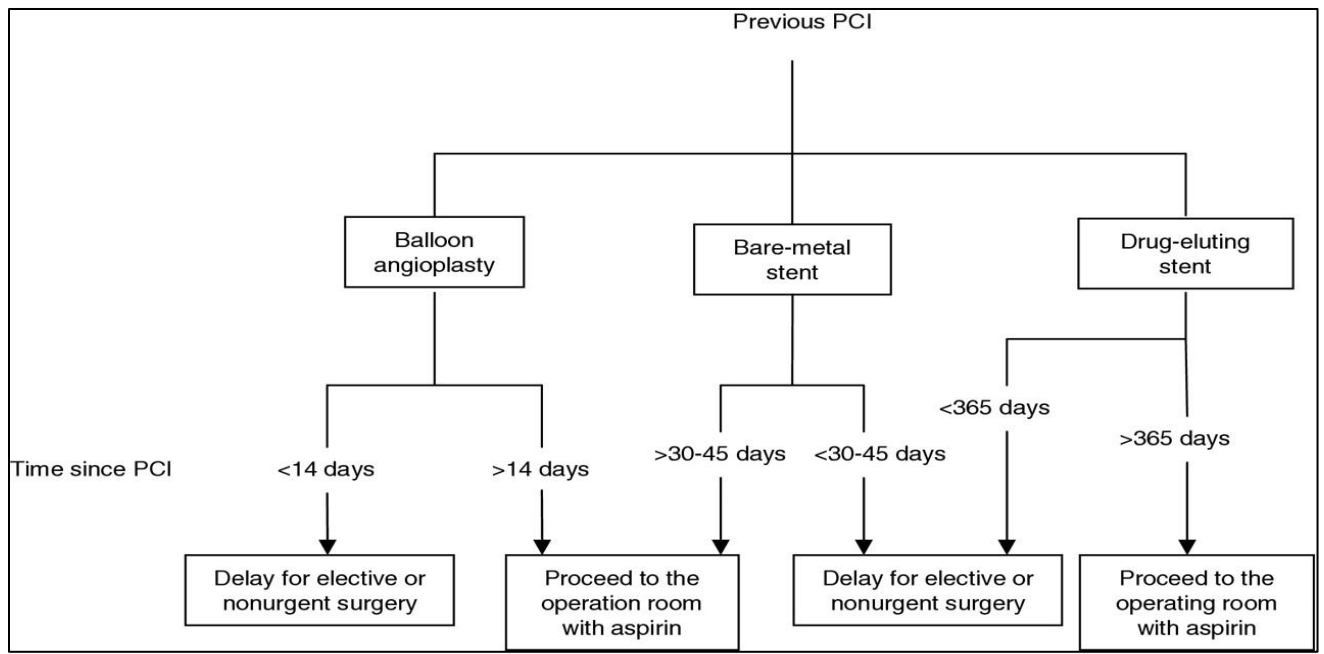 Previous PCI
Balloon
angioplasty
Bare-metal
stent
Drug-eluting
stent
<365 days
>365 days
Time since PCI
<14 days
>14 days
>30-45 days
<30-45 days
Delay for elective or
nonurgent surgery
Proceed to the
operation room
with aspirin
Delay for elective or
nonurgent surgery
Proceed to the
operating room
with aspirin